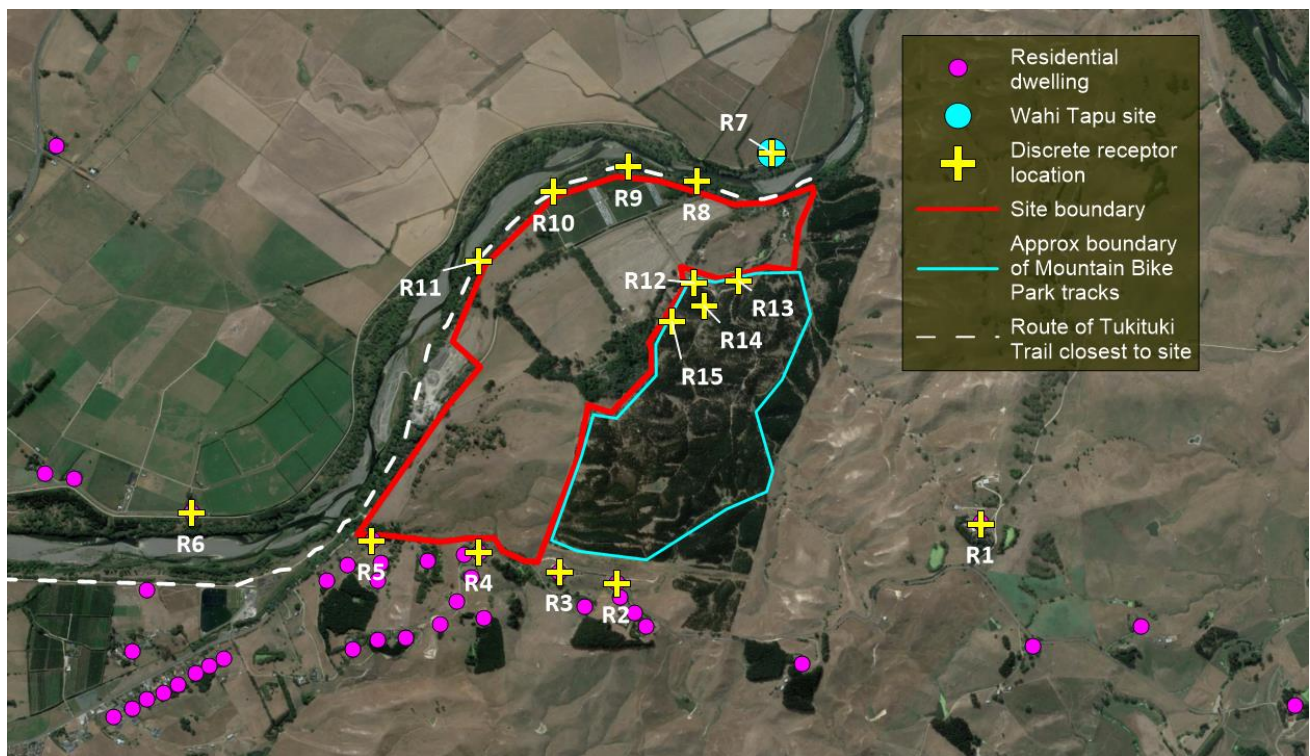 Residential
dwelling
Wahi Tapu site
Discrete receptor
location
Site boundary
Approx boundary
of Mountain Bike
Park tracks
Route of Tukituki
Trail closest to site
R7
R9
R8
R10
R11
R12
R13
R14
R15
R6
R5
R4
R3
R2
R1